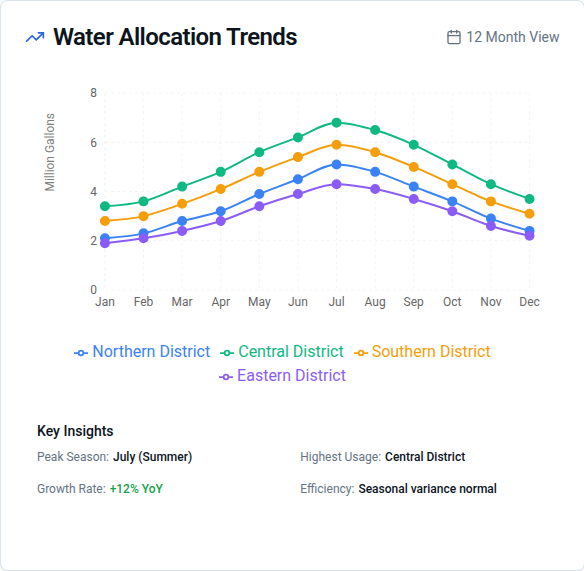 Water Allocation Trends
12 Month View
8
6
4
2
0
Million Gallons
Jan Feb Mar Apr May Jun Jul Aug Sep Oct Nov Dec
Northern District Central District Southern District
Eastern District
Key Insights
Peak Season: July (Summer)
Highest Usage: Central District
Growth Rate: +12% YoY
Efficiency: Seasonal variance normal